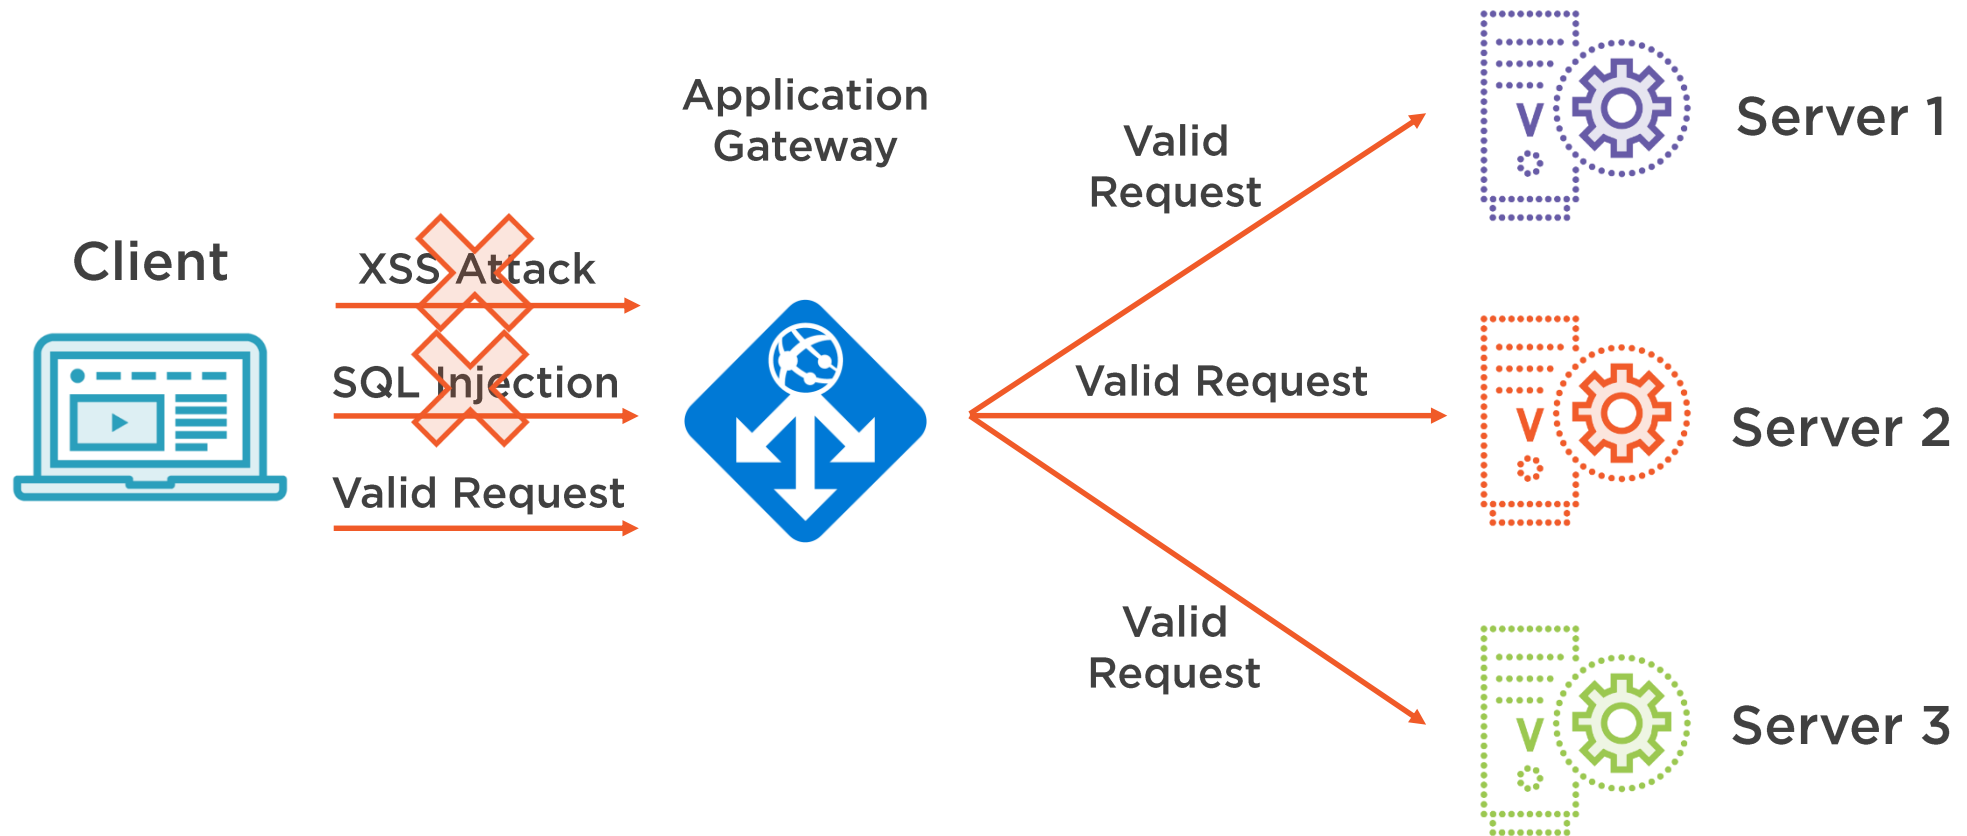 Client
XSS Attack
SQL Injection
Valid Request
Application
Gateway
Valid
Request
Valid Request
Valid
Request
V
Server 1
V
Server 2
V
Server 3